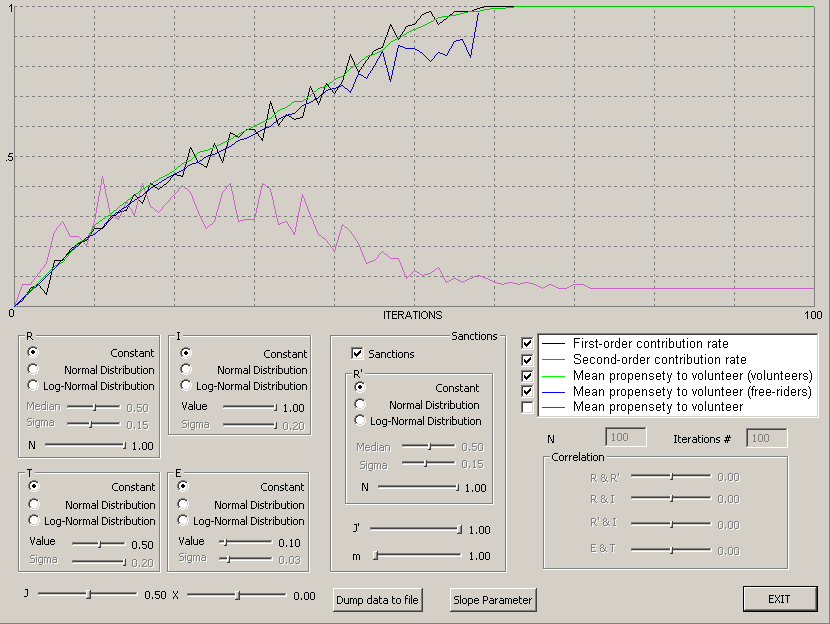 1
.5
0
ITERATIONS
100
R
Constant
Normal Distribution
Log-Normal Distribution
Median 0.50
Sigma 0.15
N 1.00
I
Constant
Normal Distribution
Log-Normal Distribution
Value 1.00
Sigma 0.20
T
Constant
Normal Distribution
Log-Normal Distribution
Value 0.50
Sigma 0.20
E
Constant
Normal Distribution
Log-Normal Distribution
Value 0.10
Sigma 0.03
J 0.50
X 0.00
Sanctions
Sanctions
R'
Constant
Normal Distribution
Log-Normal Distribution
Median 0.50
Sigma 0.15
N 1.00
J' 1.00
m 1.00
Dump data to file
Slope Parameter
First-order contribution rate
Second-order contribution rate
Mean propensety to volunteer (volunteers)
Mean propensety to volunteer (free-riders)
Mean propensety to volunteer
N 100
Iterations # 100
Correlation
R & R' 0.00
R & I 0.00
R' & I 0.00
E & T 0.00
EXIT